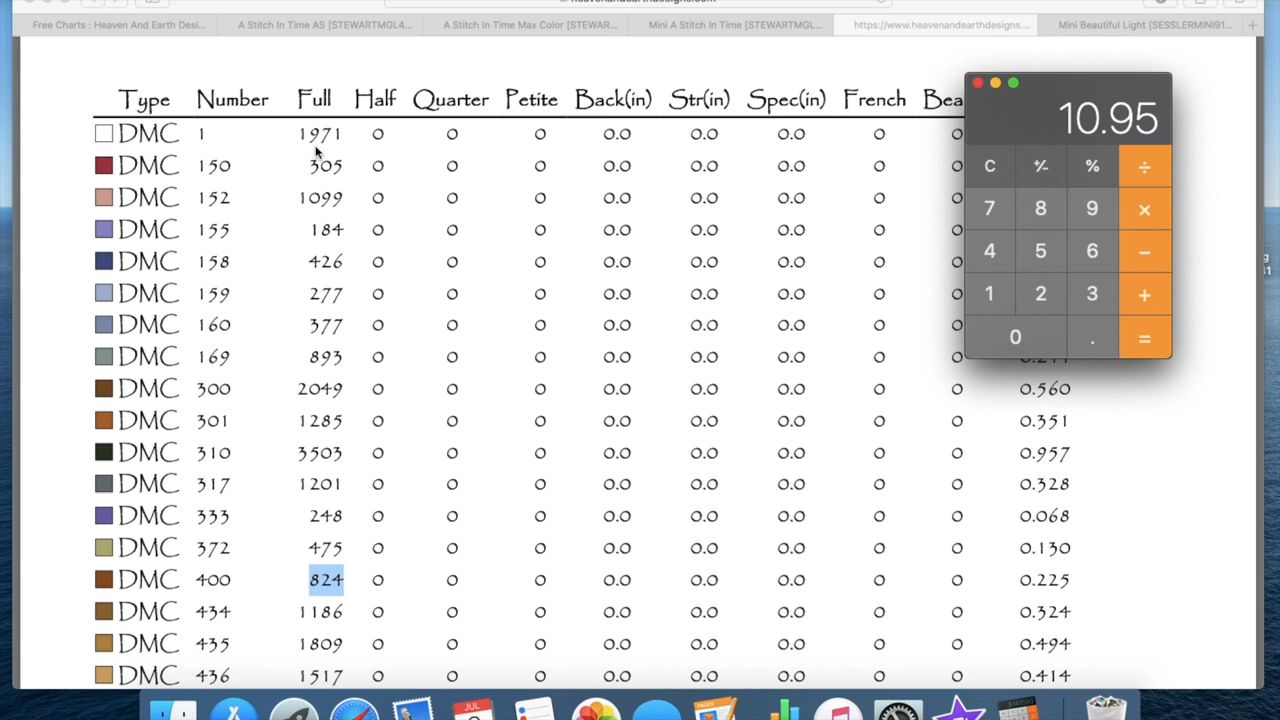 heavenandearthdesigns.com
Free Charts : Heaven And Earth Desi... A Stitch In Time AS [STEWARTMGL4... A Stitch In Time Max Color [STEWAR... Mini A Stitch In Time [STEWARTMGL... https://www.heavenandearthdesigns.... Mini Beautiful Light [SESSLERMINI91...
Type Number Full Half Quarter Petite Back(in) Str(in) Spec(in) French Bea
DMC 1 1971 0 0 0 0.0 0.0 0.0 0 0
DMC 150 305 0 0 0 0.0 0.0 0.0 0 0
DMC 152 1099 0 0 0 0.0 0.0 0.0 0 0
DMC 155 184 0 0 0 0.0 0.0 0.0 0 0
DMC 158 426 0 0 0 0.0 0.0 0.0 0 0
DMC 159 277 0 0 0 0.0 0.0 0.0 0 0
DMC 160 377 0 0 0 0.0 0.0 0.0 0 0
DMC 169 893 0 0 0 0.0 0.0 0.0 0 0
DMC 300 2049 0 0 0 0.0 0.0 0.0 0 0 0.560
DMC 301 1285 0 0 0 0.0 0.0 0.0 0 0 0.351
DMC 310 3503 0 0 0 0.0 0.0 0.0 0 0 0.957
DMC 317 1201 0 0 0 0.0 0.0 0.0 0 0 0.328
DMC 333 248 0 0 0 0.0 0.0 0.0 0 0 0.068
DMC 372 475 0 0 0 0.0 0.0 0.0 0 0 0.130
DMC 400 824 0 0 0 0.0 0.0 0.0 0 0 0.225
DMC 434 1186 0 0 0 0.0 0.0 0.0 0 0 0.324
DMC 435 1809 0 0 0 0.0 0.0 0.0 0 0 0.494
DMC 436 1517 0 0 0 0.0 0.0 0.0 0 0 0.414
10.95
C +/- % ÷
7 8 9 ×
4 5 6 −
1 2 3 +
0 . =
JUL
PAGES